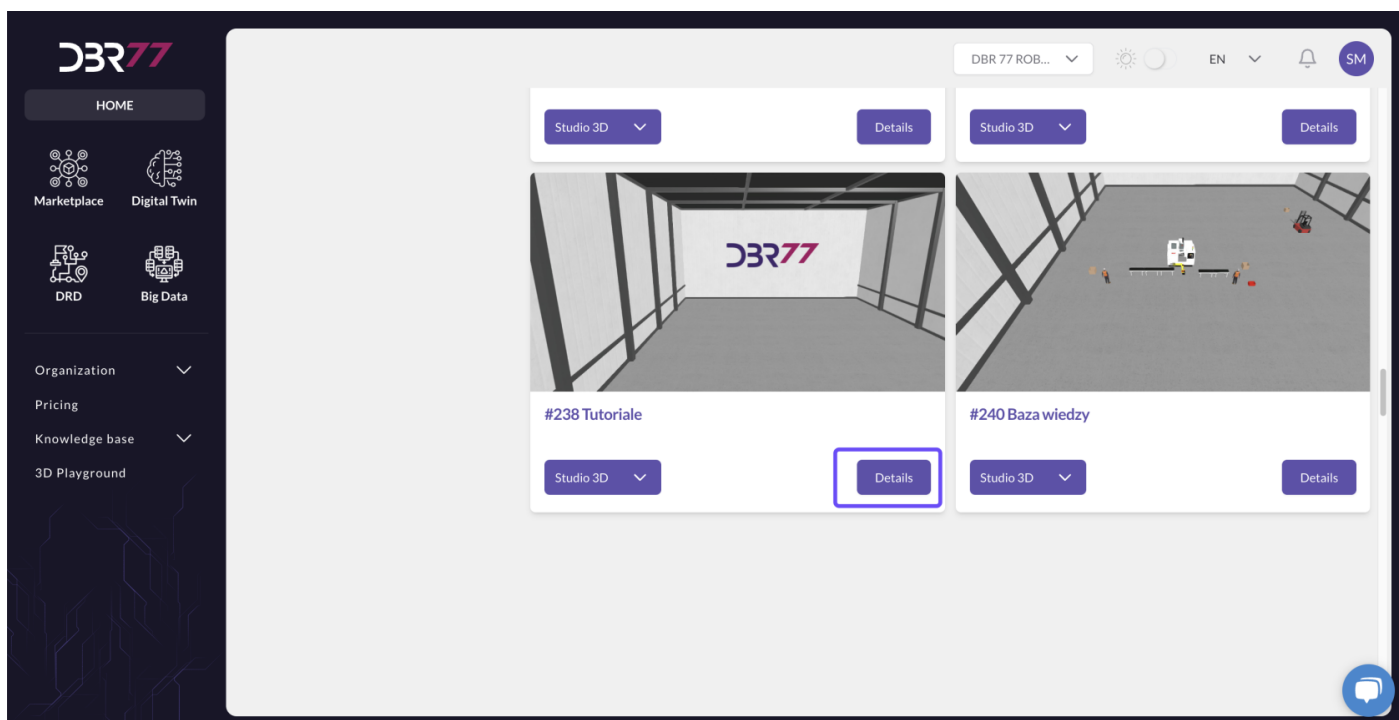 DBR77
HOME
Marketplace
Digital Twin
DRD
Big Data
Organization
Pricing
Knowledge base
3D Playground
DBR 77 ROB...
EN
SM
Studio 3D
Details
Studio 3D
Details
DBR77
#238 Tutoriale
#240 Baza wiedzy
Studio 3D
Details
Studio 3D
Details